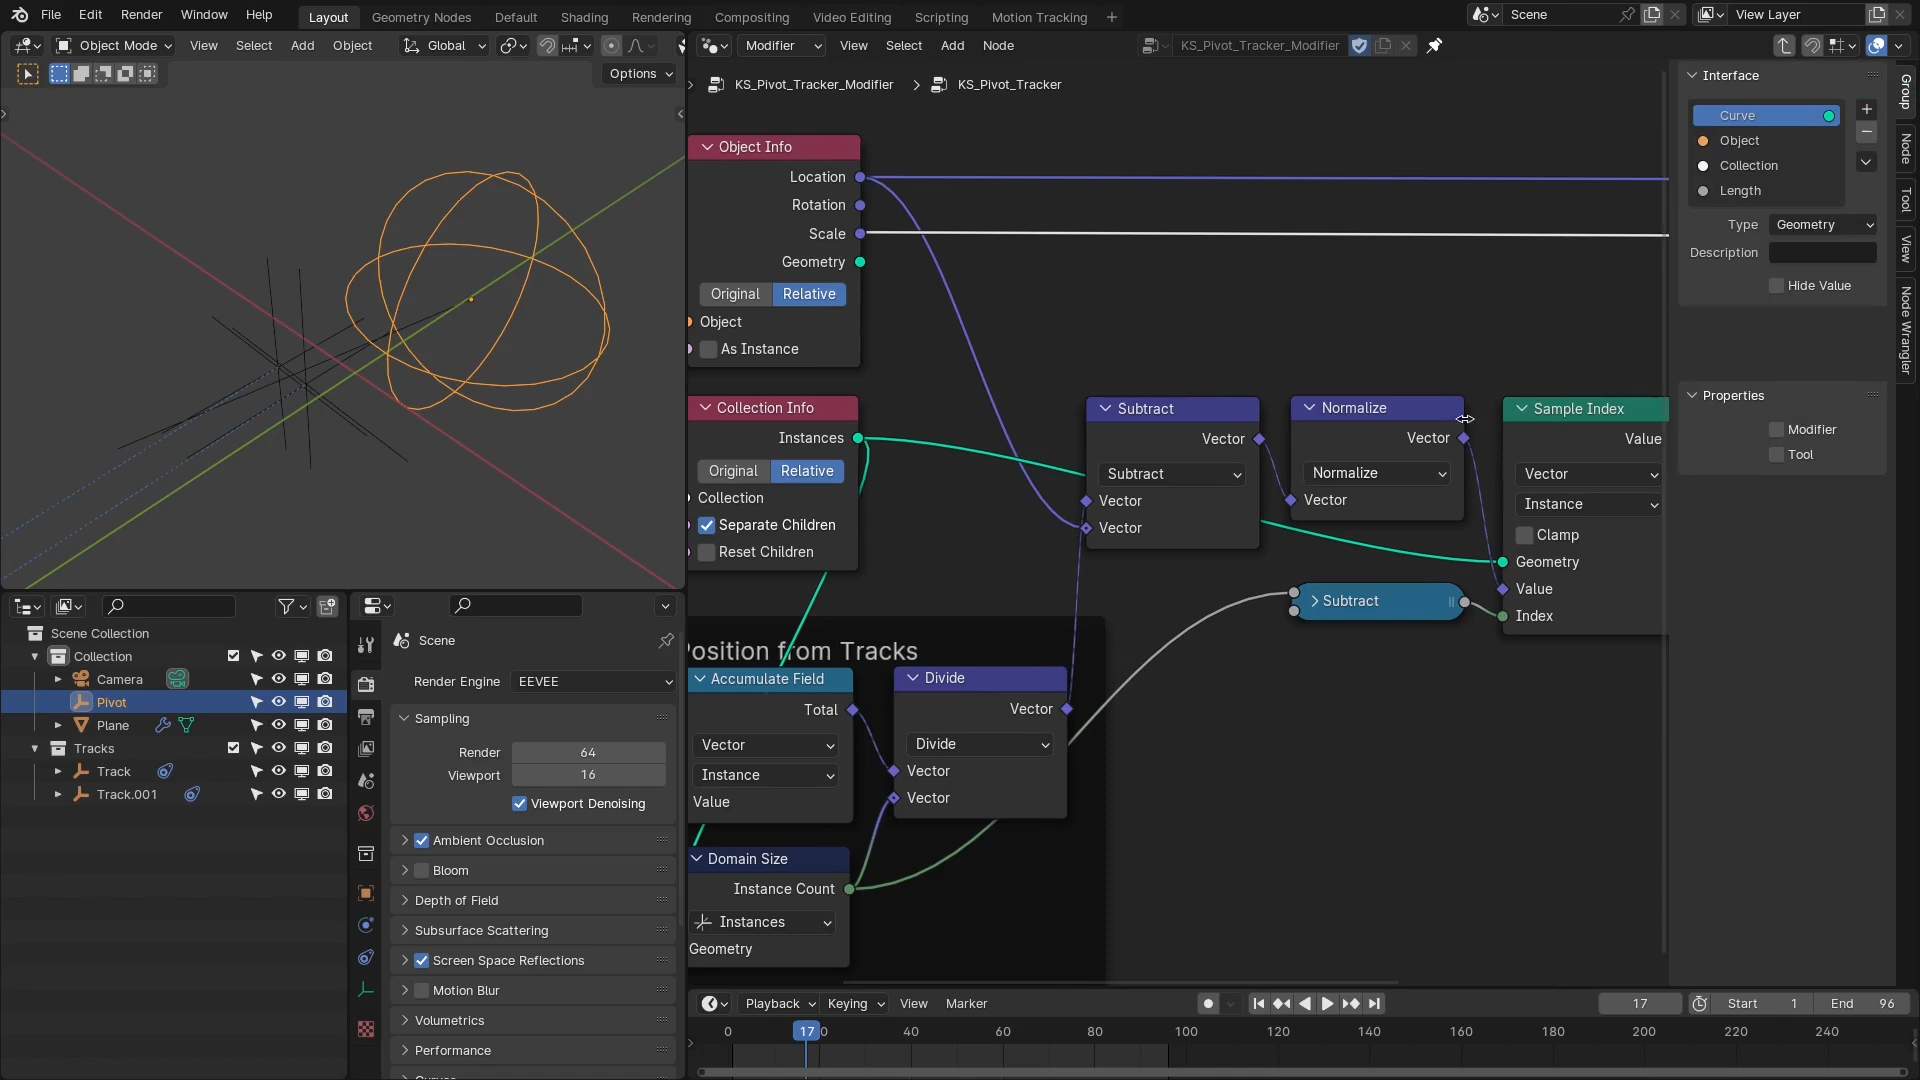 File Edit Render Window Help Layout Geometry Nodes Default Shading Rendering Compositing Video Editing Scripting Motion Tracking Scene View Layer
Object Mode View Select Add Object Global
Options
Modifier View Select Add Node KS_Pivot_Tracker_Modifier
KS_Pivot_Tracker_Modifier KS_Pivot_Tracker
Object Info
Location
Rotation
Scale
Geometry
Original Relative
Object
As Instance
Collection Info
Instances
Original Relative
Collection
Separate Children
Reset Children
Subtract
Vector
Subtract
Vector
Vector
Normalize
Vector
Normalize
Vector
Sample Index
Value
Vector
Instance
Clamp
Geometry
Value
Index
Subtract
osition from Tracks
Accumulate Field
Total
Vector
Instance
Value
Divide
Vector
Divide
Vector
Vector
Domain Size
Instance Count
Instances
Geometry
Interface
Curve
Object
Collection
Length
Type Geometry
Description
Hide Value
Properties
Modifier
Tool
Group
Node
Tool
View
Node Wrangler
Scene Collection
Collection
Camera
Pivot
Plane
Tracks
Track
Track.001
Scene
Render Engine EEVEE
Sampling
Render 64
Viewport 16
Viewport Denoising
Ambient Occlusion
Bloom
Depth of Field
Subsurface Scattering
Screen Space Reflections
Motion Blur
Volumetrics
Performance
Playback Keying View Marker 17 Start 1 End 96
0 17 0 40 60 80 100 120 140 160 180 200 220 240